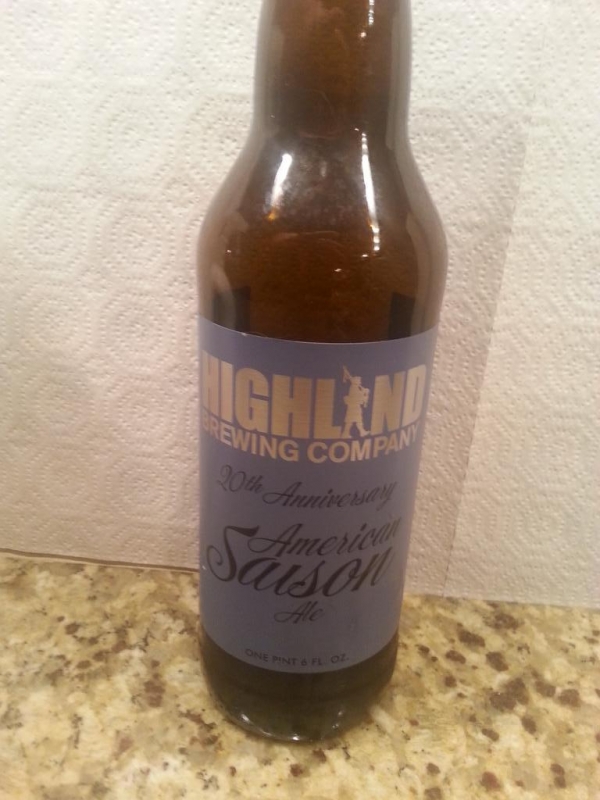 HIGHLAND
BREWING COMPANY
20th Anniversary
American
Saison
Ale
ONE PINT 6 FL. OZ.